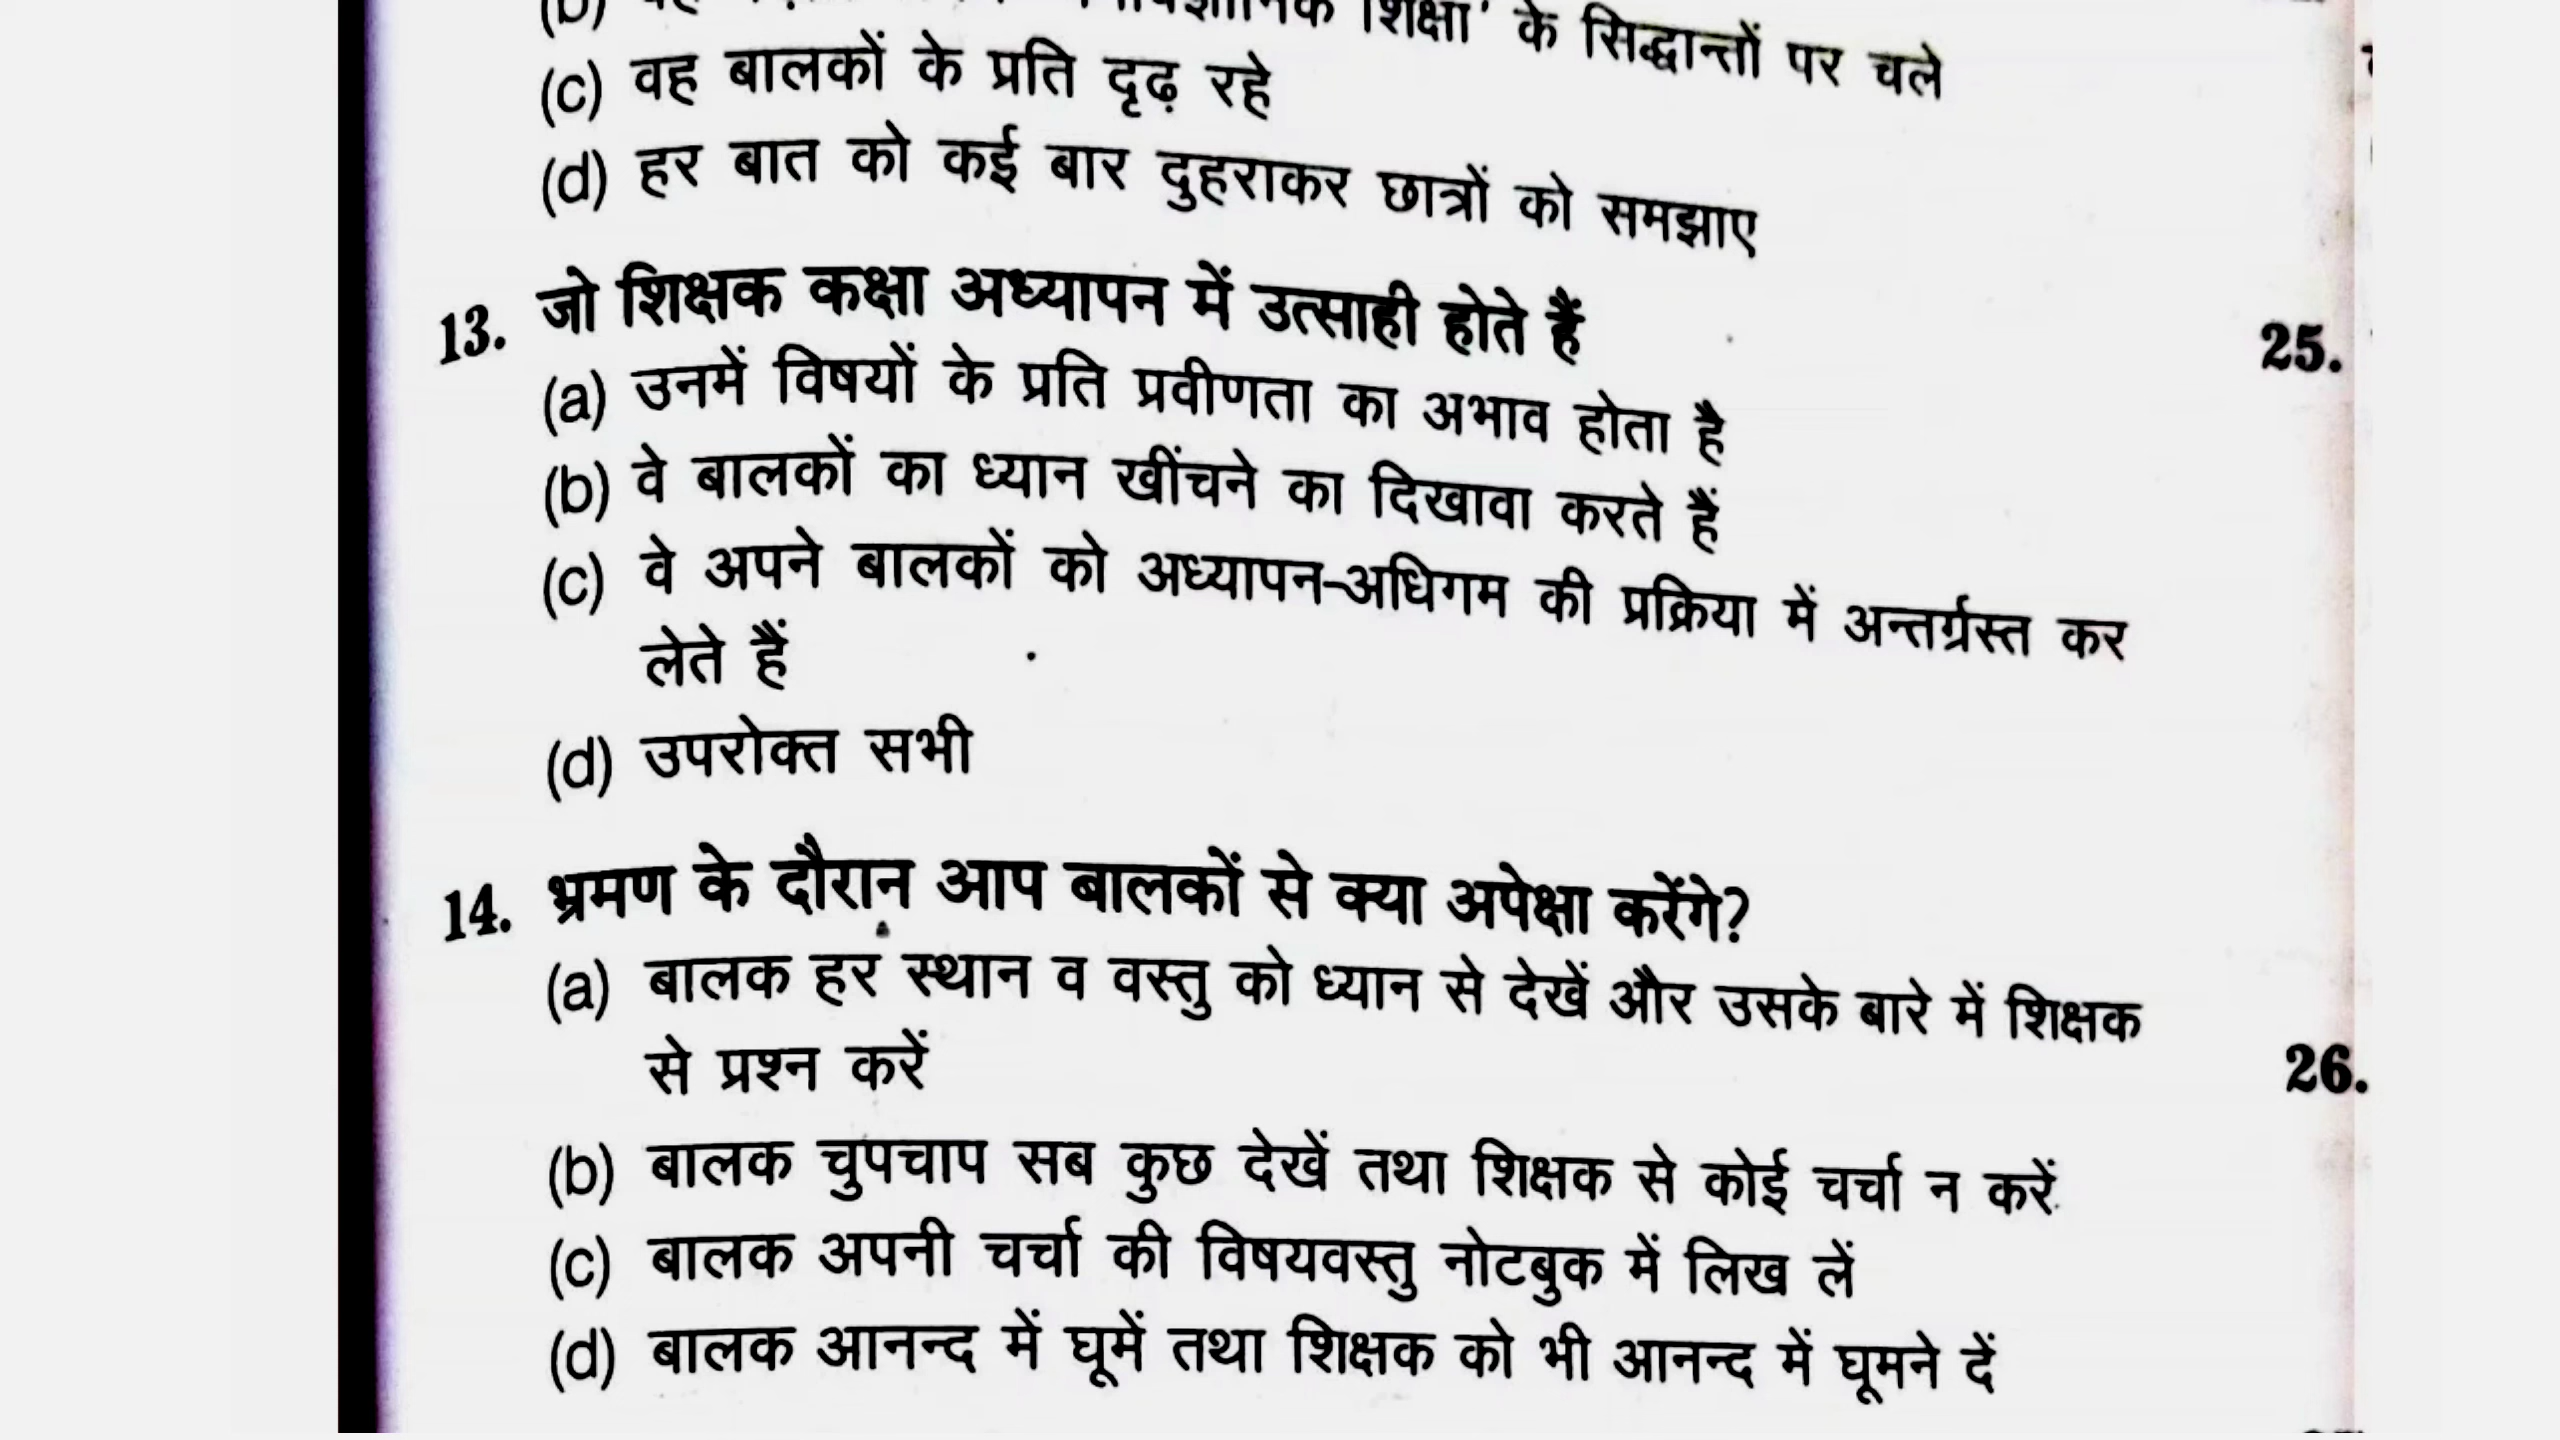 शिक्षा' के सिद्धान्तों पर चले
(c) वह बालकों के प्रति दृढ़ रहे
(d) हर बात को कई बार दुहराकर छात्रों को समझाए
13. जो शिक्षक कक्षा अध्यापन में उत्साही होते हैं
(a) उनमें विषयों के प्रति प्रवीणता का अभाव होता है
(b) वे बालकों का ध्यान खींचने का दिखावा करते हैं
(c) वे अपने बालकों को अध्यापन-अधिगम की प्रक्रिया में अन्तर्ग्रस्त कर
लेते हैं
(d) उपरोक्त सभी
14. भ्रमण के दौरान आप बालकों से क्या अपेक्षा करेंगे?
(a) बालक हर स्थान व वस्तु को ध्यान से देखें और उसके बारे में शिक्षक
से प्रश्न करें
(b) बालक चुपचाप सब कुछ देखें तथा शिक्षक से कोई चर्चा न करें
(c) बालक अपनी चर्चा की विषयवस्तु नोटबुक में लिख लें
(d) बालक आनन्द में घूमें तथा शिक्षक को भी आनन्द में घूमने दें
25.
26.